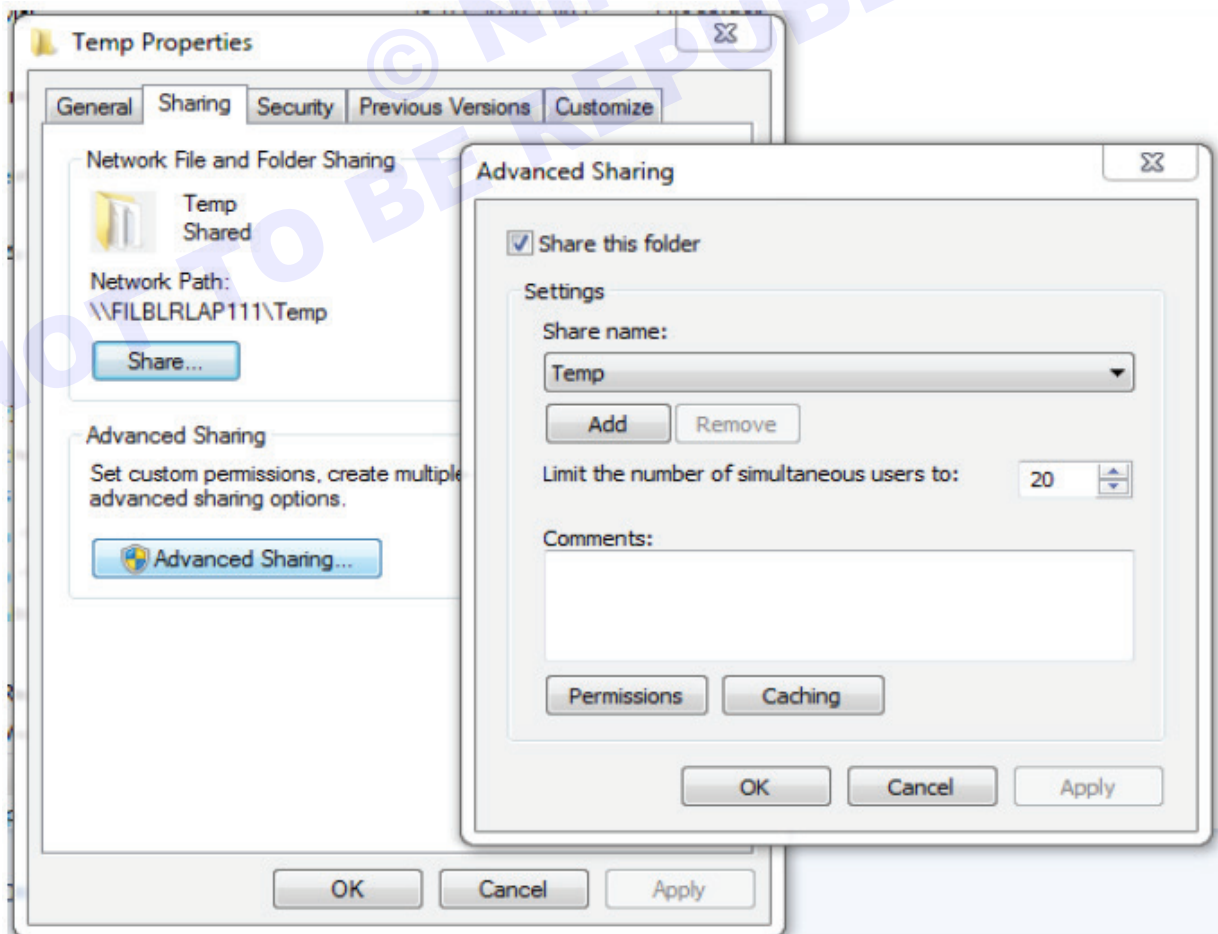 Temp Properties
General
Sharing
Security
Previous Versions
Customize
Network File and Folder Sharing
Temp
Shared
Network Path:
\\FILBLRLAP111\Temp
Share...
Advanced Sharing
Set custom permissions, create multiple
advanced sharing options.
Advanced Sharing...
OK
Cancel
Apply
Advanced Sharing
Share this folder
Settings
Share name:
Temp
Add
Remove
Limit the number of simultaneous users to:
20
Comments:
Permissions
Caching
OK
Cancel
Apply
©
TO BE